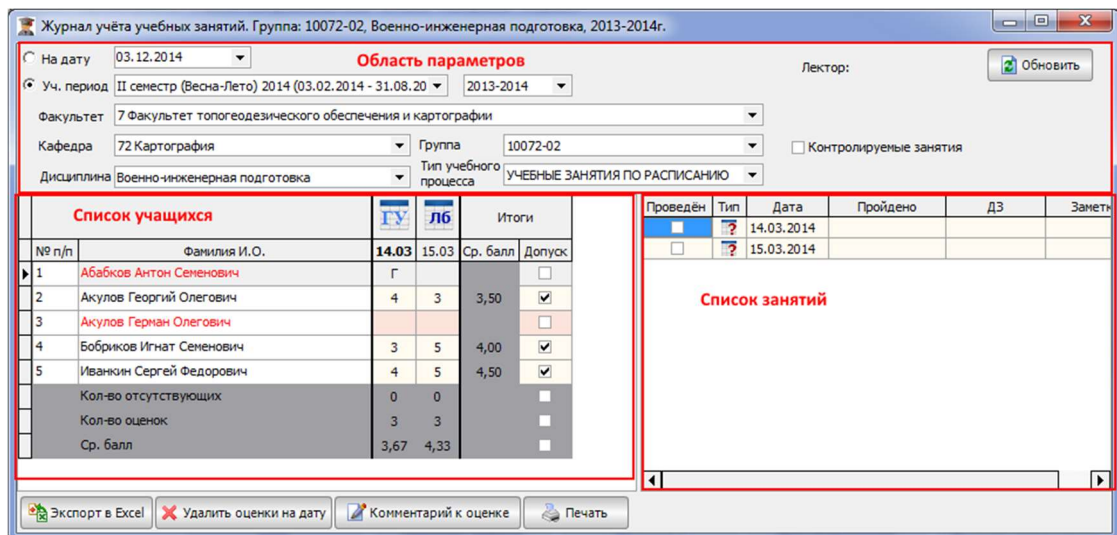 Журнал учёта учебных занятий. Группа: 10072-02, Военно-инженерная подготовка, 2013-2014г.
На дату 03.12.2014 Область параметров Лектор: Обновить
Уч. период II семестр (Весна-Лето) 2014 (03.02.2014 - 31.08.20 2013-2014
Факультет 7 Факультет топогеодезического обеспечения и картографии
Кафедра 72 Картография Группа 10072-02 Контролируемые занятия
Дисциплина Военно-инженерная подготовка Тип учебного процесса УЧЕБНЫЕ ЗАНЯТИЯ ПО РАСПИСАНИЮ
Список учащихся ГУ Лб Итоги
№ п/п Фамилия И.О. 14.03 15.03 Ср. балл Допуск
1 Абабков Антон Семенович Г
2 Акулов Георгий Олегович 4 3 3,50
3 Акулов Герман Олегович
4 Бобриков Игнат Семенович 3 5 4,00
5 Иванкин Сергей Федорович 4 5 4,50
Кол-во отсутствующих 0 0
Кол-во оценок 3 3
Ср. балл 3,67 4,33
Проведён Тип Дата Пройдено ДЗ Заметк
? 14.03.2014
? 15.03.2014
Список занятий
Экспорт в Excel Удалить оценки на дату Комментарий к оценке Печать